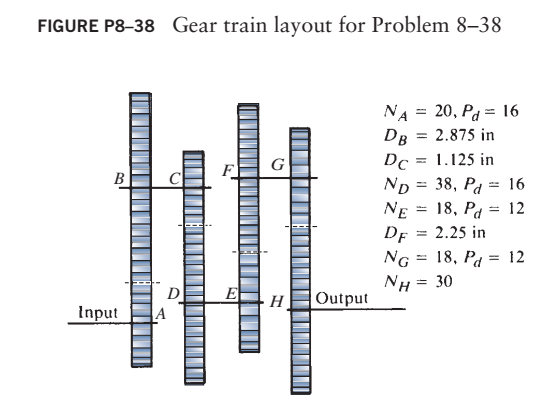 FIGURE P8–38 Gear train layout for Problem 8–38
N_A = 20, P_d = 16
D_B = 2.875 in
D_C = 1.125 in
N_D = 38, P_d = 16
N_E = 18, P_d = 12
D_F = 2.25 in
N_G = 18, P_d = 12
N_H = 30
B C F G
D E H Output
Input A